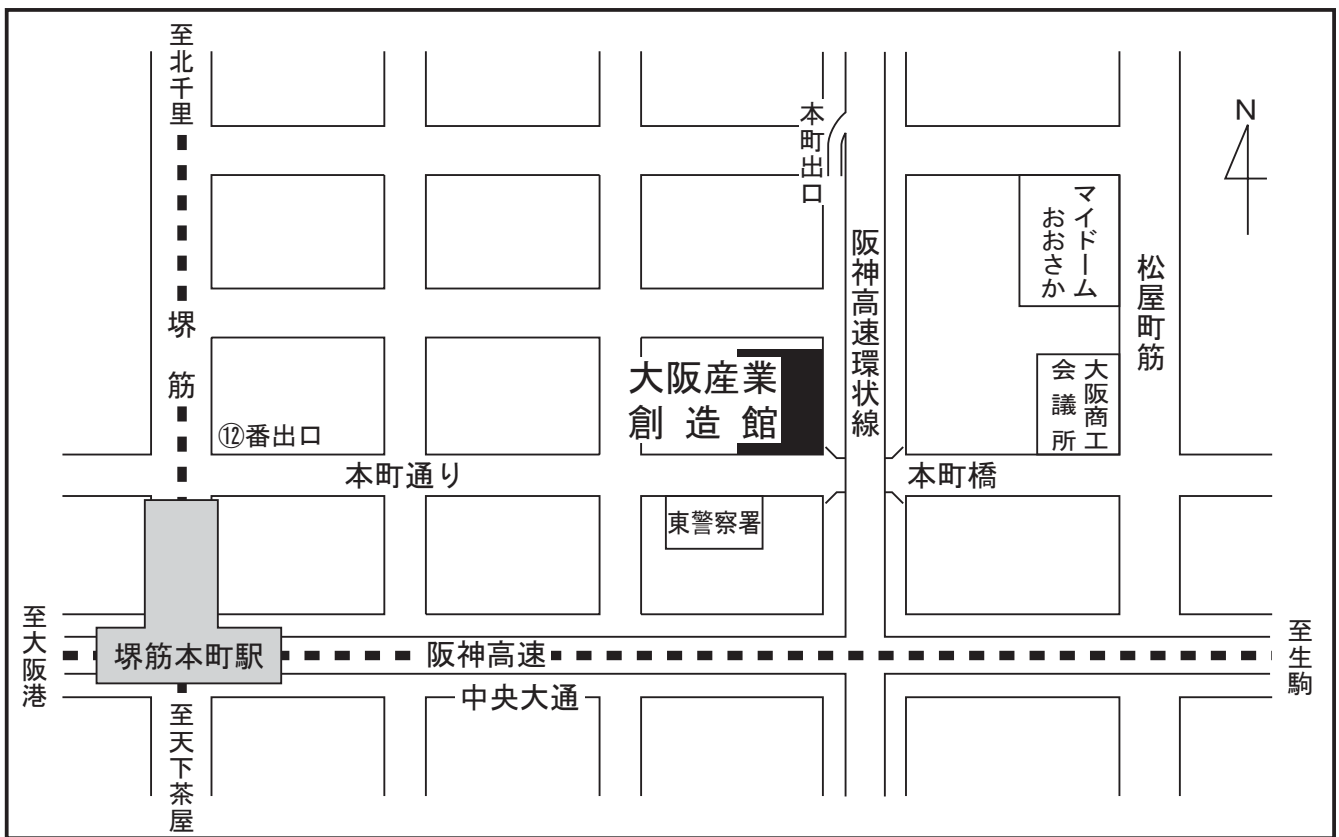 至北千里
本町出口
N
マイドーム
おおさか
阪神高速環状線
松屋町筋
堺筋
大阪産業
創造館
大阪商工
会議所
⑫番出口
本町通り
本町橋
東警察署
至大阪港
堺筋本町駅
阪神高速
至生駒
中央大通
至天下茶屋